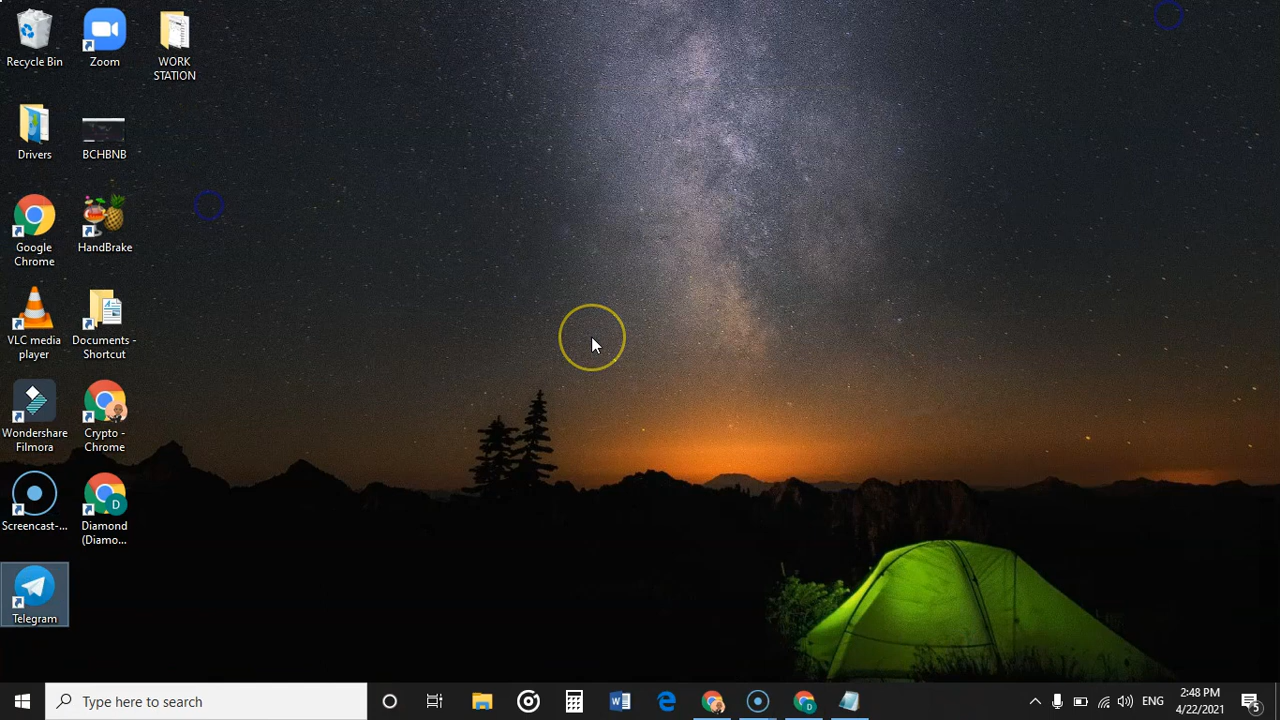 Recycle Bin
Zoom
WORK
STATION
Drivers
BCHBNB
Google
Chrome
HandBrake
VLC media
player
Documents -
Shortcut
Wondershare
Filmora
Crypto -
Chrome
Screencast-...
Diamond
(Diamo...
D
Telegram
Type here to search
W
D
ENG
2:48 PM
4/22/2021
5